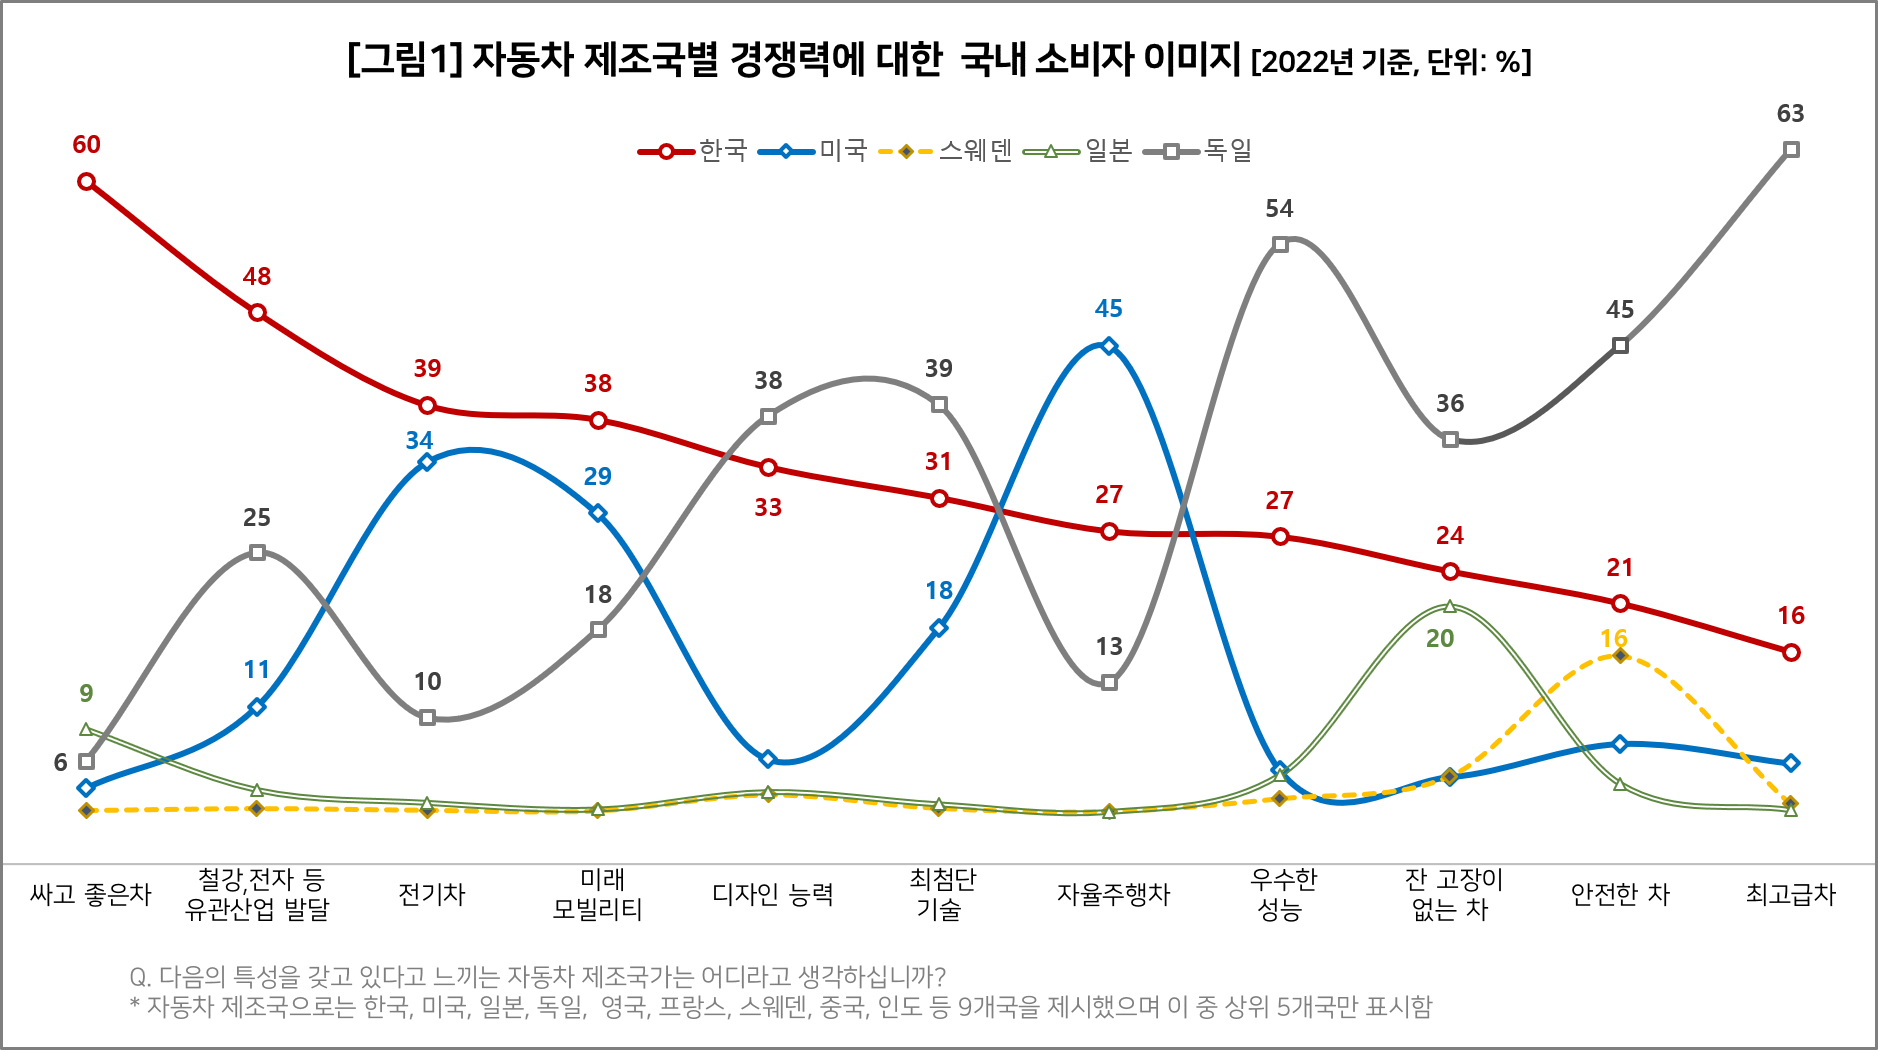 [그림1] 자동차 제조국별 경쟁력에 대한 국내 소비자 이미지 [2022년 기준, 단위: %]
한국 미국 스웨덴 일본 독일
60
48
39
38
33
31
27
27
24
21
16
11
34
29
18
45
16
9
20
6
25
10
18
38
39
13
54
36
45
63
싸고 좋은차
철강,전자 등
유관산업 발달
전기차
미래
모빌리티
디자인 능력
최첨단
기술
자율주행차
우수한
성능
잔 고장이
없는 차
안전한 차
최고급차
Q. 다음의 특성을 갖고 있다고 느끼는 자동차 제조국가는 어디라고 생각하십니까?
* 자동차 제조국으로는 한국, 미국, 일본, 독일, 영국, 프랑스, 스웨덴, 중국, 인도 등 9개국을 제시했으며 이 중 상위 5개국만 표시함